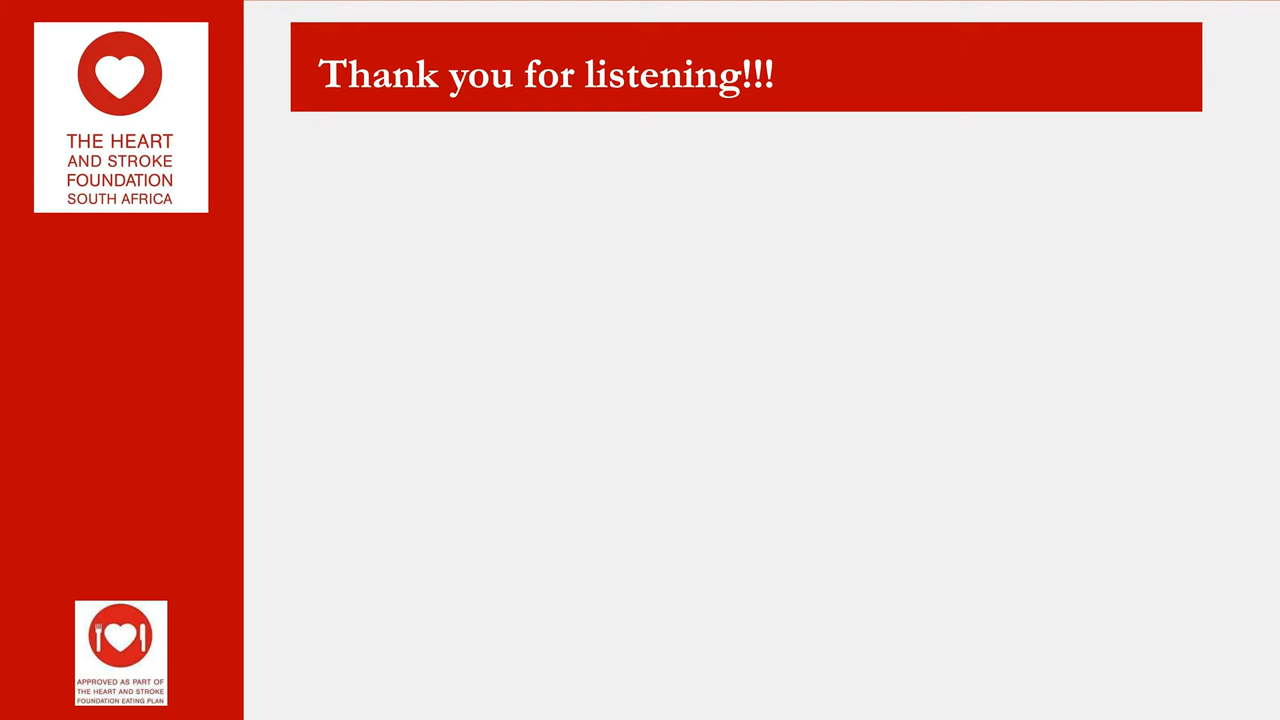 Thank you for listening!!!
THE HEART
AND STROKE
FOUNDATION
SOUTH AFRICA
APPROVED AS PART OF
THE HEART AND STROKE
FOUNDATION EATING PLAN